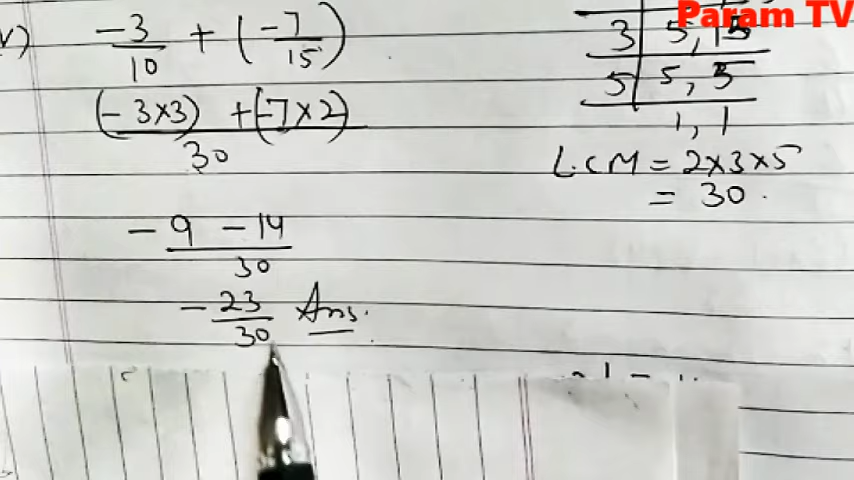 v) -3/10 + (-7/15)
(-3×3) + (-7×2)/30
-9 -14/30
-23/30 Ans.
Param TV
3 | 5, 15
5 | 5, 5
1, 1
L.C M = 2×3×5
= 30.